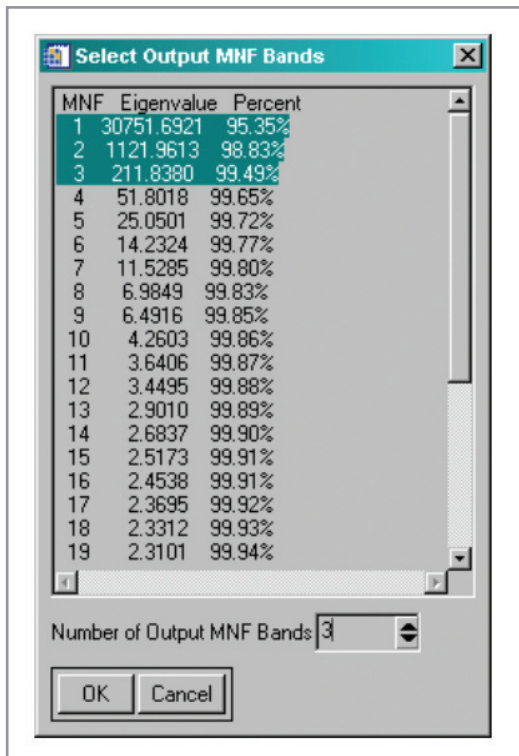 Select Output MNF Bands
MNF Eigenvalue Percent
1 30751.6921 95.35%
2 1121.9613 98.83%
3 211.8380 99.49%
4 51.8018 99.65%
5 25.0501 99.72%
6 14.2324 99.77%
7 11.5285 99.80%
8 6.9849 99.83%
9 6.4916 99.85%
10 4.2603 99.86%
11 3.6406 99.87%
12 3.4495 99.88%
13 2.9010 99.89%
14 2.6837 99.90%
15 2.5173 99.91%
16 2.4538 99.91%
17 2.3695 99.92%
18 2.3312 99.93%
19 2.3101 99.94%
Number of Output MNF Bands 3
OK Cancel